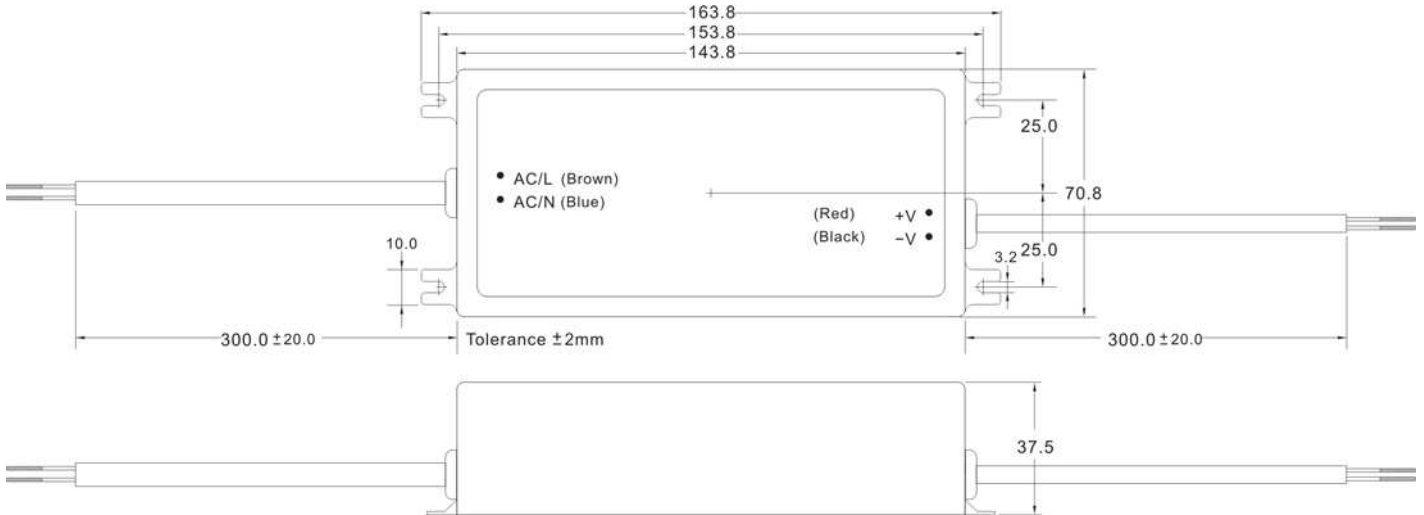 163.8
153.8
143.8
25.0
AC/L (Brown)
AC/N (Blue)
70.8
(Red) +V
(Black) −V
10.0
3.2
25.0
300.0 ±20.0
Tolerance ±2mm
300.0 ±20.0
37.5